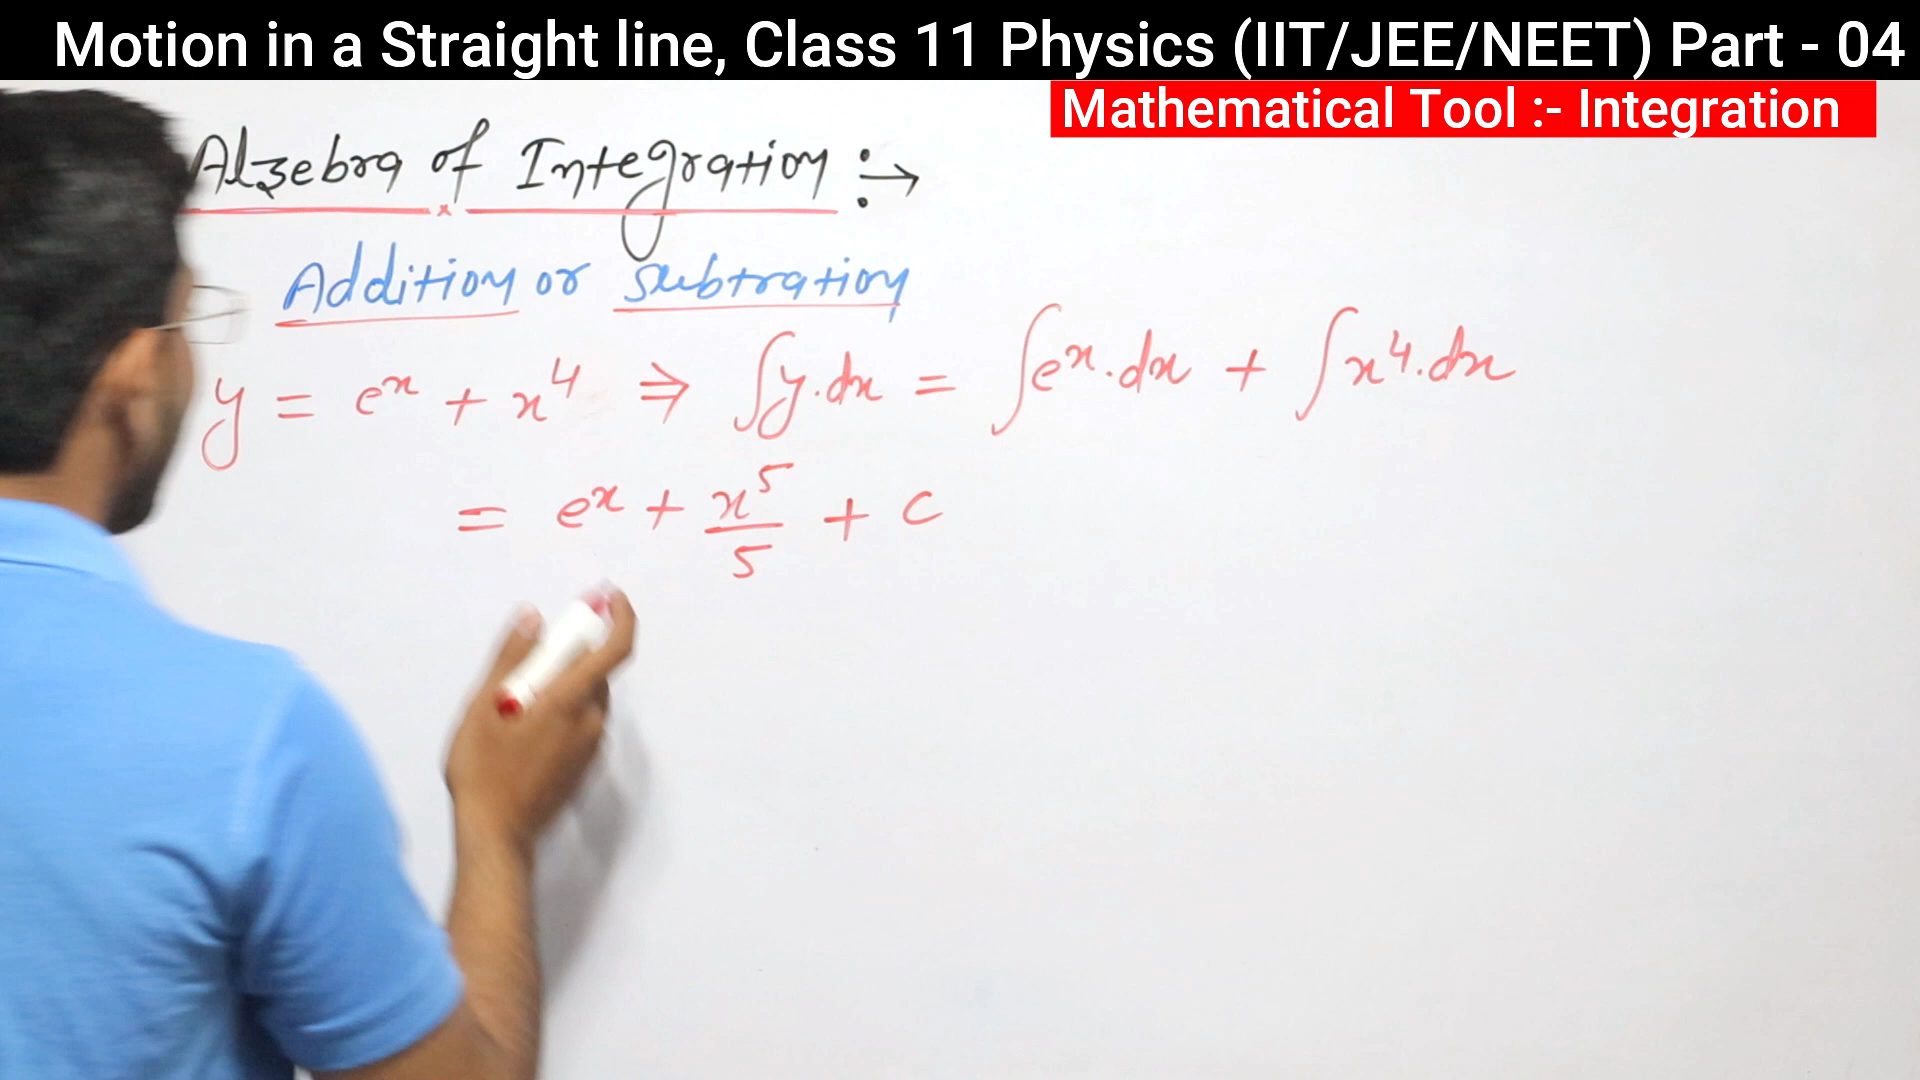 Motion in a Straight line, Class 11 Physics (IIT/JEE/NEET) Part - 04
Mathematical Tool :- Integration
Alzebra of Integration :→
Addition or Subtration
y = eˣ + x⁴ ⇒ ∫y.dx = ∫eˣ.dx + ∫x⁴.dx
= eˣ + x⁵/5 + c